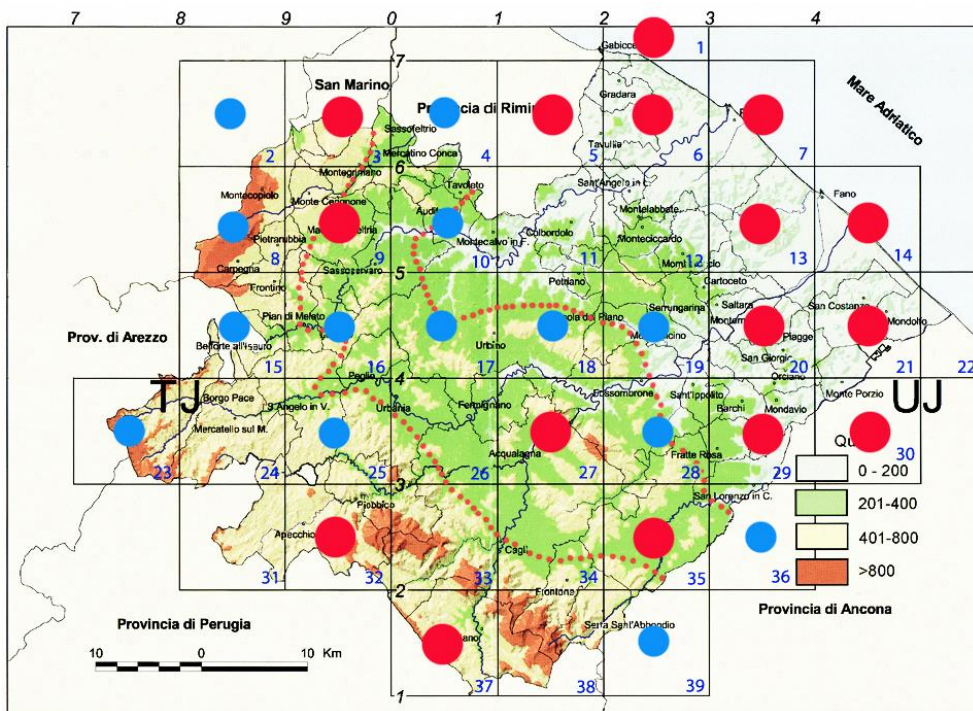 7 8 9 0 1 2 3 4
Gabicce
1
7
San Marino
Gradara
Mare Adriatico
Provincia di Rimin
Sassofeltrio
Tavullia
Mercatino Conca
2 3 4 5 6 7
Montegrimano
6
Montecopiolo
Tavoleto
Sant'Angelo in L.
Fano
Monte Cerignone
Audi
Montelabbate
Colbordolo
Pietrarubbia
Montecalvo in F.
Monteciccardo
8 9 10 11 12 13 14
Carpegna
Sassocorvaro
5
Petriano
Cartoceto
Frontino
Serrungarina
Saltara
San Costanzo
Pian di Meleto
Mondolfo
Prov. di Arezzo
Urbino
Piagge
Belforte all'Isauro
San Giorgio
15 16 17 18 19 20 21 22
Peglio
Orciano
TJ
4
UJ
Borgo Pace
Fossombrone
Sant'Ippolito
Monte Porzio
S.Angelo in V.
Urbania
Fermignano
Barchi
Mondavio
Mercatello sul M.
Acqualagna
Fratte Rosa
Qu
23 24 25 26 27 28 29 30
3
0 - 200
San Lorenzo in C.
Piobbico
201-400
Apecchio
Cagli
401-800
31 32 33 34 35 36
>800
2
Frontone
Provincia di Perugia
Provincia di Ancona
Serra Sant'Abbondio
10 0 10 Km
ano
37 38 39
1